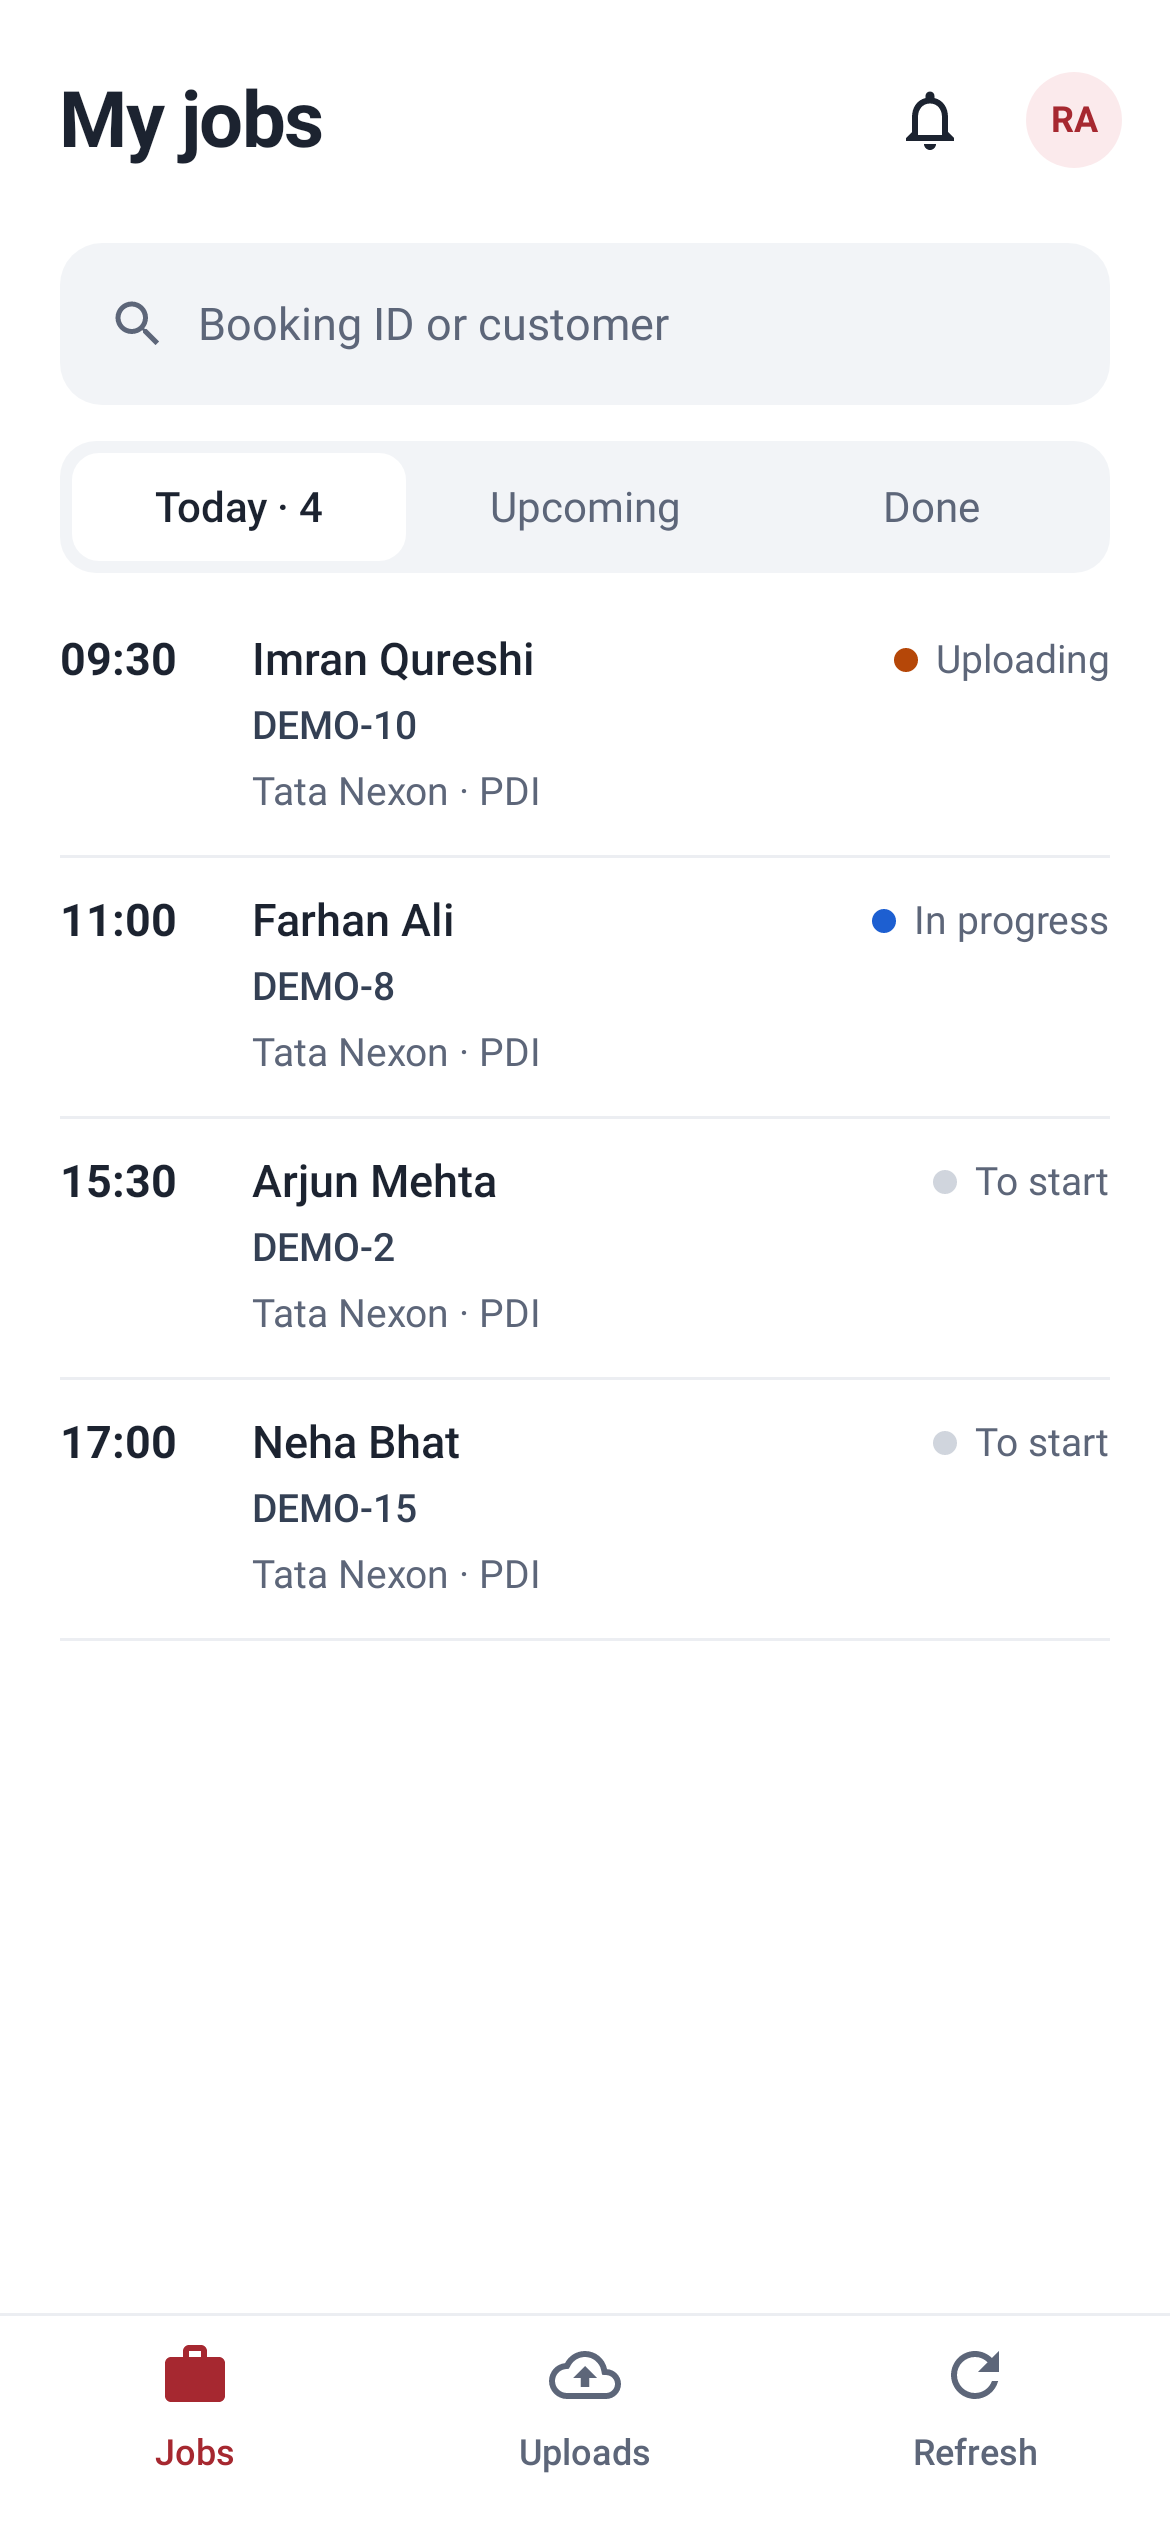 My jobs
RA
Booking ID or customer
Today · 4
Upcoming
Done
09:30
Imran Qureshi
Uploading
DEMO-10
Tata Nexon · PDI
11:00
Farhan Ali
In progress
DEMO-8
Tata Nexon · PDI
15:30
Arjun Mehta
To start
DEMO-2
Tata Nexon · PDI
17:00
Neha Bhat
To start
DEMO-15
Tata Nexon · PDI
Jobs
Uploads
Refresh